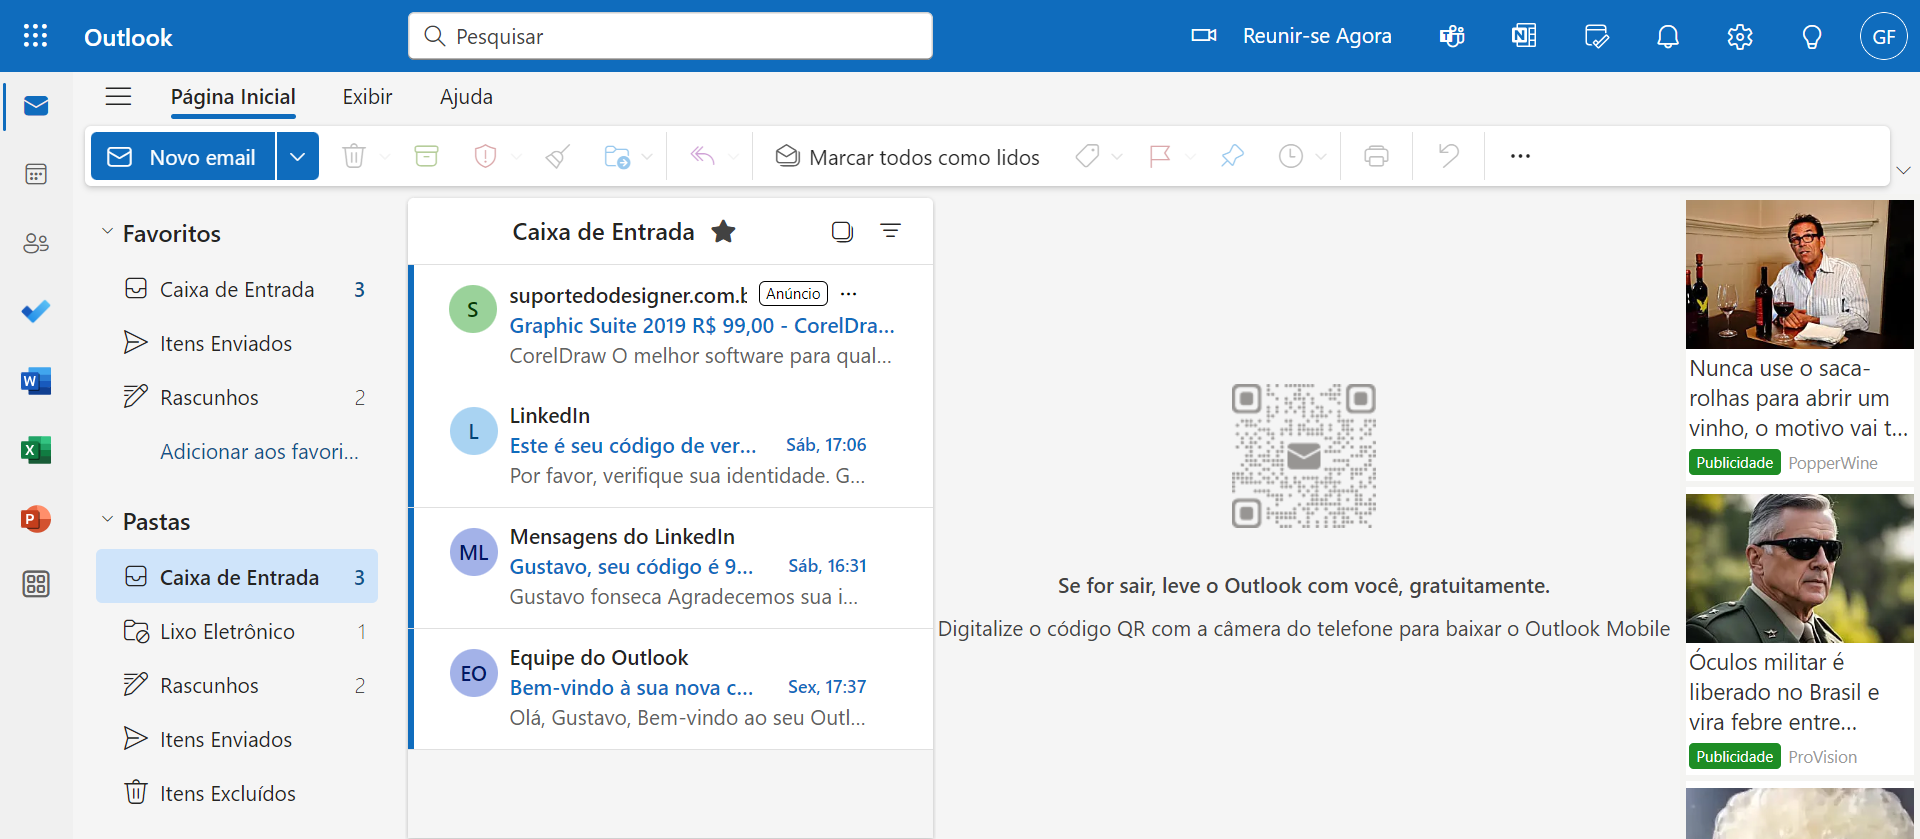 Outlook
Pesquisar
Reunir-se Agora
GF
Página Inicial
Exibir
Ajuda
Novo email
Marcar todos como lidos
Favoritos
Caixa de Entrada 3
Itens Enviados
Rascunhos 2
Adicionar aos favori...
Pastas
Caixa de Entrada 3
Lixo Eletrônico 1
Rascunhos 2
Itens Enviados
Itens Excluídos
Caixa de Entrada
S
suportedodesigner.com.b Anúncio
Graphic Suite 2019 R$ 99,00 - CorelDra...
CorelDraw O melhor software para qual...
L
LinkedIn
Este é seu código de ver... Sáb, 17:06
Por favor, verifique sua identidade. G...
ML
Mensagens do LinkedIn
Gustavo, seu código é 9... Sáb, 16:31
Gustavo fonseca Agradecemos sua i...
EO
Equipe do Outlook
Bem-vindo à sua nova c... Sex, 17:37
Olá, Gustavo, Bem-vindo ao seu Outl...
Se for sair, leve o Outlook com você, gratuitamente.
Digitalize o código QR com a câmera do telefone para baixar o Outlook Mobile
Nunca use o saca-
rolhas para abrir um
vinho, o motivo vai t...
Publicidade PopperWine
Óculos militar é
liberado no Brasil e
vira febre entre...
Publicidade ProVision